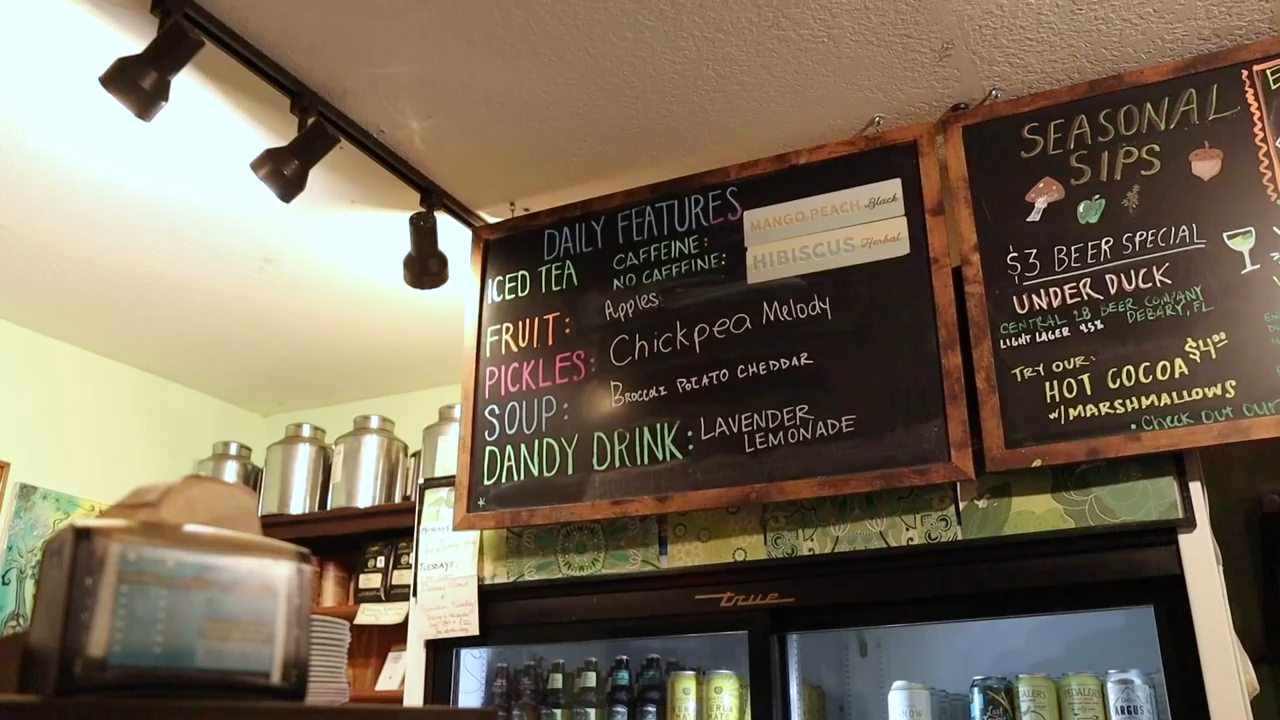 DAILY FEATURES
ICED TEA
CAFFEINE: MANGO PEACH Black
NO CAFFFINE: HIBISCUS Herbal
FRUIT: Apples
PICKLES: Chickpea Melody
SOUP: BROCCOLI POTATO CHEDDAR
DANDY DRINK: LAVENDER
LEMONADE
SEASONAL
SIPS
$3 BEER SPECIAL
UNDER DUCK
CENTRAL 28 BEER COMPANY
DEBARY, FL
LIGHT LAGER 4.5%
TRY OUR:
HOT COCOA $4.00
W/MARSHMALLOWS
• Check out our
TUESDAYS:
true
ARGUS